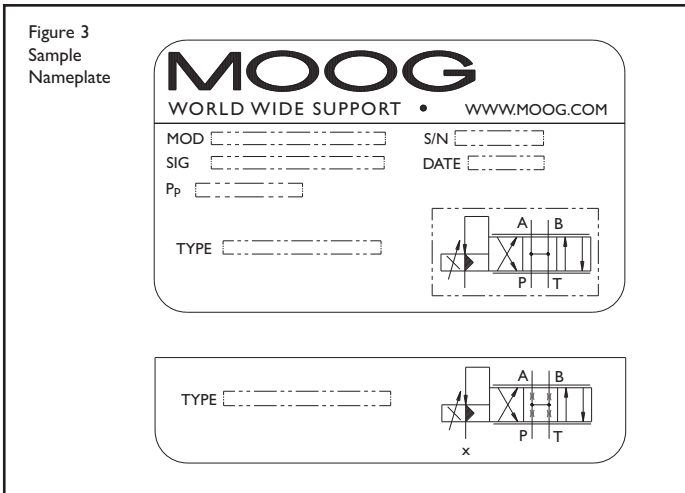 Figure 3
Sample
Nameplate
MOOG
WORLD WIDE SUPPORT • WWW.MOOG.COM
MOD S/N
SIG DATE
Pp
TYPE
A B
P T
TYPE
A B
P T
x